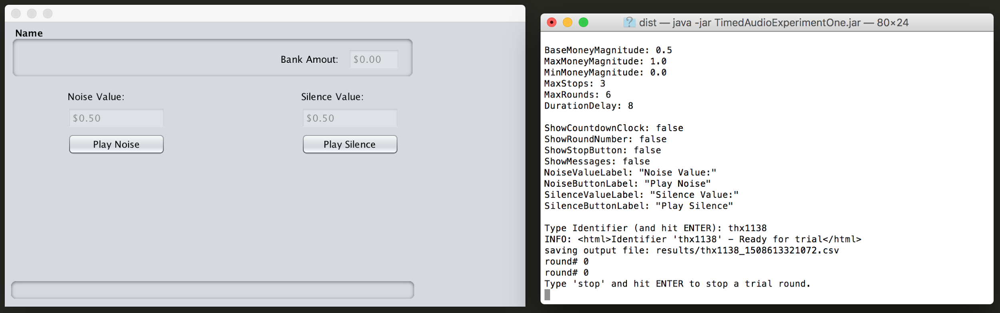 Name
Bank Amout: $0.00
Noise Value: Silence Value:
$0.50 $0.50
Play Noise Play Silence
dist — java -jar TimedAudioExperimentOne.jar — 80×24
BaseMoneyMagnitude: 0.5
MaxMoneyMagnitude: 1.0
MinMoneyMagnitude: 0.0
MaxStops: 3
MaxRounds: 6
DurationDelay: 8
ShowCountdownClock: false
ShowRoundNumber: false
ShowStopButton: false
ShowMessages: false
NoiseValueLabel: "Noise Value:"
NoiseButtonLabel: "Play Noise"
SilenceValueLabel: "Silence Value:"
SilenceButtonLabel: "Play Silence"
Type Identifier (and hit ENTER): thx1138
INFO: <html>Identifier 'thx1138' - Ready for trial</html>
saving output file: results/thx1138_1508613321072.csv
round# 0
round# 0
Type 'stop' and hit ENTER to stop a trial round.